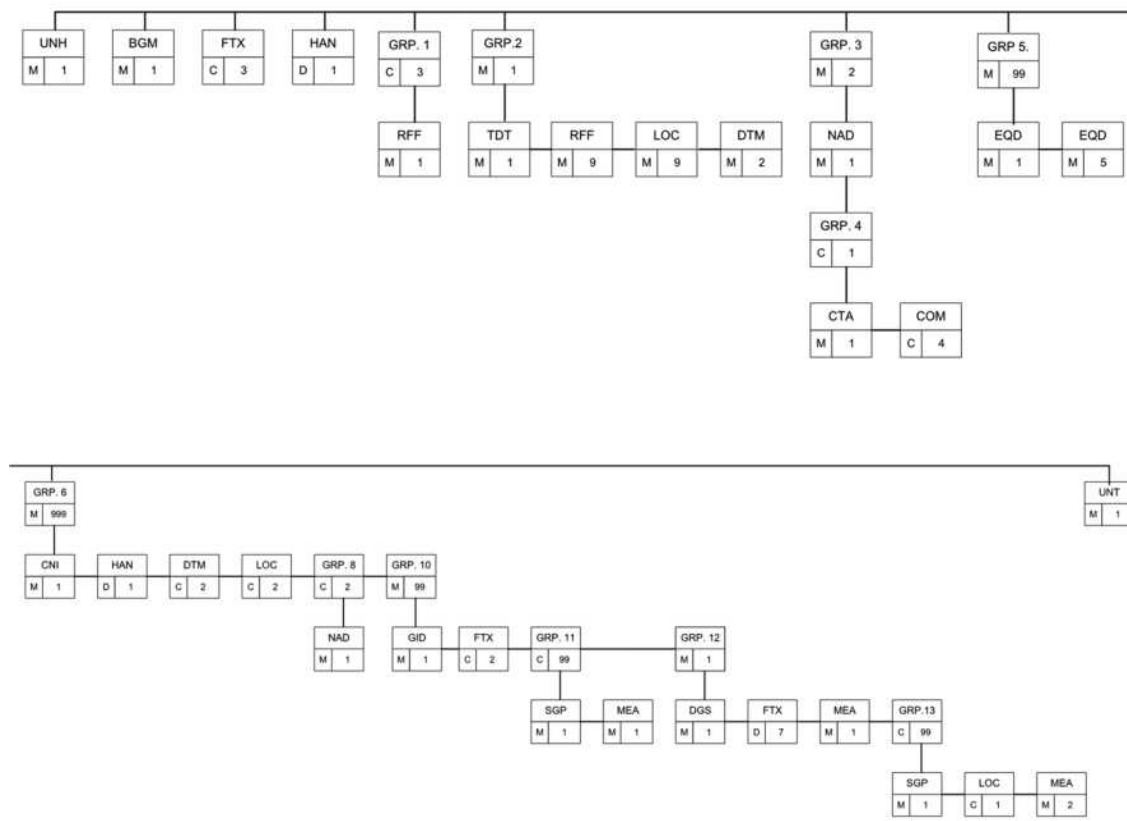 UNH BGM FTX HAN GRP. 1 GRP.2 GRP. 3 GRP 5.
M 1 M 1 C 3 D 1 C 3 M 1 M 2 M 99
RFF TDT RFF LOC DTM NAD EQD EQD
M 1 M 1 M 9 M 9 M 2 M 1 M 1 M 5
GRP. 4
C 1
CTA COM
M 1 C 4
GRP. 6 UNT
M 999 M 1
CNI HAN DTM LOC GRP. 8 GRP. 10
M 1 D 1 C 2 C 2 C 2 M 99
NAD GID FTX GRP. 11 GRP. 12
M 1 M 1 C 2 C 99 M 1
SGP MEA DGS FTX MEA GRP.13
M 1 M 1 M 1 D 7 M 1 C 99
SGP LOC MEA
M 1 C 1 M 2